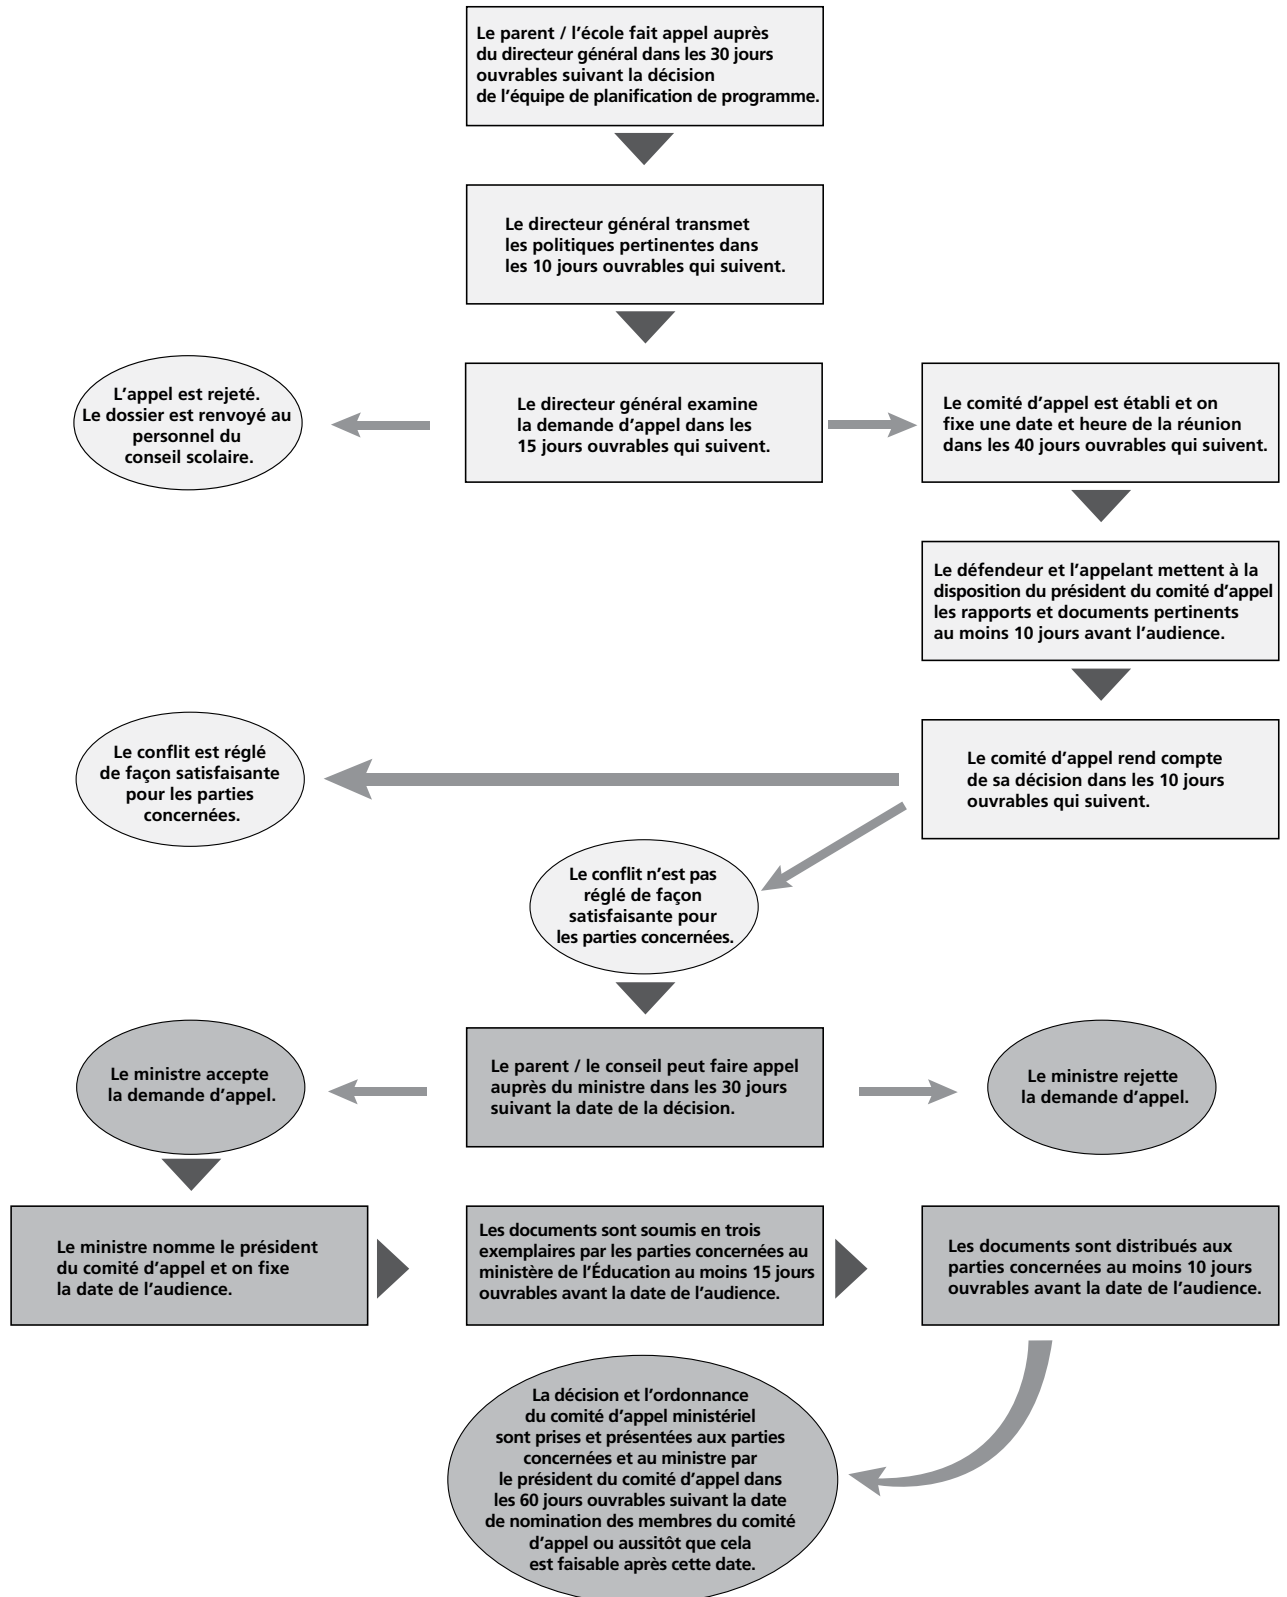 Le parent / l’école fait appel auprès
du directeur général dans les 30 jours
ouvrables suivant la décision
de l’équipe de planification de programme.
Le directeur général transmet
les politiques pertinentes dans
les 10 jours ouvrables qui suivent.
L’appel est rejeté.
Le dossier est renvoyé au
personnel du
conseil scolaire.
Le directeur général examine
la demande d’appel dans les
15 jours ouvrables qui suivent.
Le comité d’appel est établi et on
fixe une date et heure de la réunion
dans les 40 jours ouvrables qui suivent.
Le défendeur et l’appelant mettent à la
disposition du président du comité d’appel
les rapports et documents pertinents
au moins 10 jours avant l’audience.
Le conflit est réglé
de façon satisfaisante
pour les parties
concernées.
Le comité d’appel rend compte
de sa décision dans les 10 jours
ouvrables qui suivent.
Le conflit n’est pas
réglé de façon
satisfaisante pour
les parties concernées.
Le ministre accepte
la demande d’appel.
Le parent / le conseil peut faire appel
auprès du ministre dans les 30 jours
suivant la date de la décision.
Le ministre rejette
la demande d’appel.
Le ministre nomme le président
du comité d’appel et on fixe
la date de l’audience.
Les documents sont soumis en trois
exemplaires par les parties concernées au
ministère de l’Éducation au moins 15 jours
ouvrables avant la date de l’audience.
Les documents sont distribués aux
parties concernées au moins 10 jours
ouvrables avant la date de l’audience.
La décision et l’ordonnance
du comité d’appel ministériel
sont prises et présentées aux parties
concernées et au ministre par
le président du comité d’appel dans
les 60 jours ouvrables suivant la date
de nomination des membres du comité
d’appel ou aussitôt que cela
est faisable après cette date.